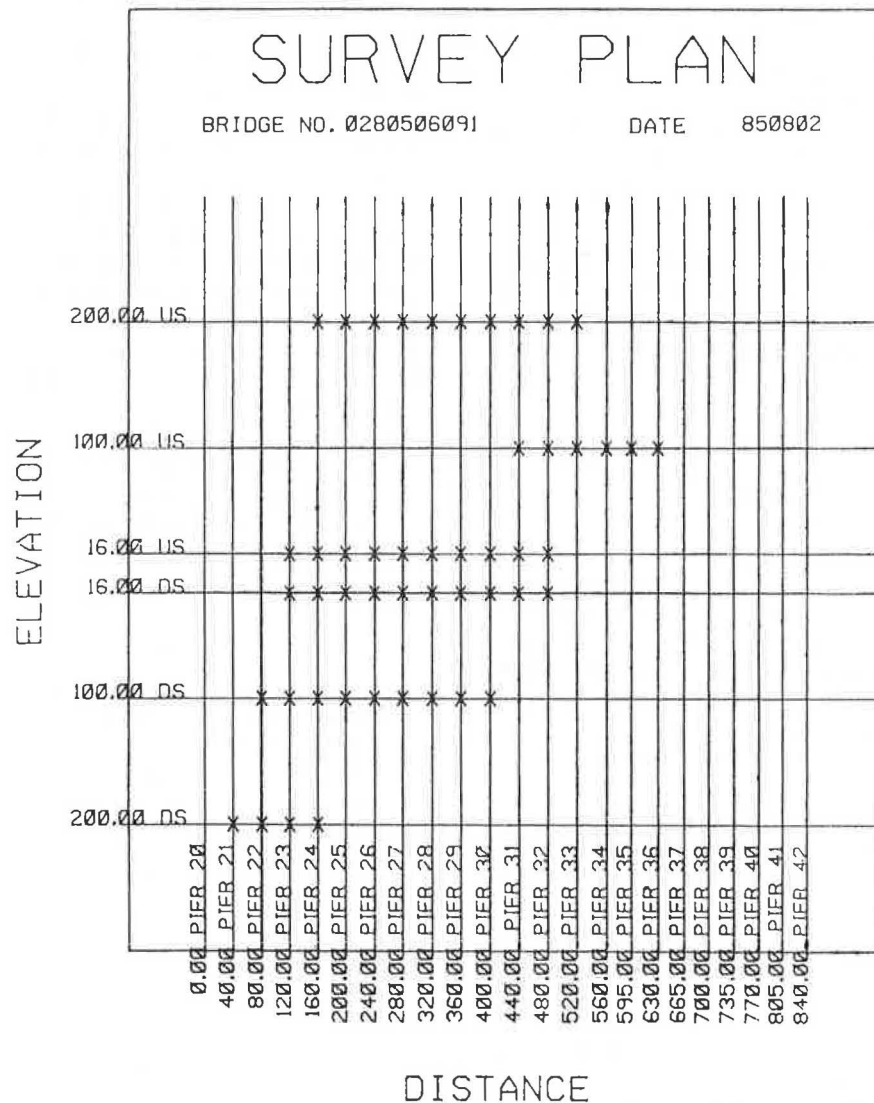 SURVEY PLAN
BRIDGE NO. 0280506091 DATE 850802
ELEVATION
200.00 US
100.00 US
16.00 US
16.00 DS
100.00 DS
200.00 DS
0.00 PIER 20
40.00 PIER 21
80.00 PIER 22
120.00 PIER 23
160.00 PIER 24
200.00 PIER 25
240.00 PIER 26
280.00 PIER 27
320.00 PIER 28
360.00 PIER 29
400.00 PIER 30
440.00 PIER 31
480.00 PIER 32
520.00 PIER 33
560.00 PIER 34
595.00 PIER 35
630.00 PIER 36
665.00 PIER 37
700.00 PIER 38
735.00 PIER 39
770.00 PIER 40
805.00 PIER 41
840.00 PIER 42
DISTANCE